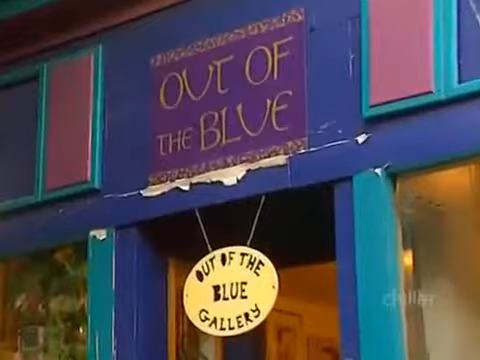 OUT OF
THE BLUE
OUT OF THE
BLUE
GALLERY
chiller